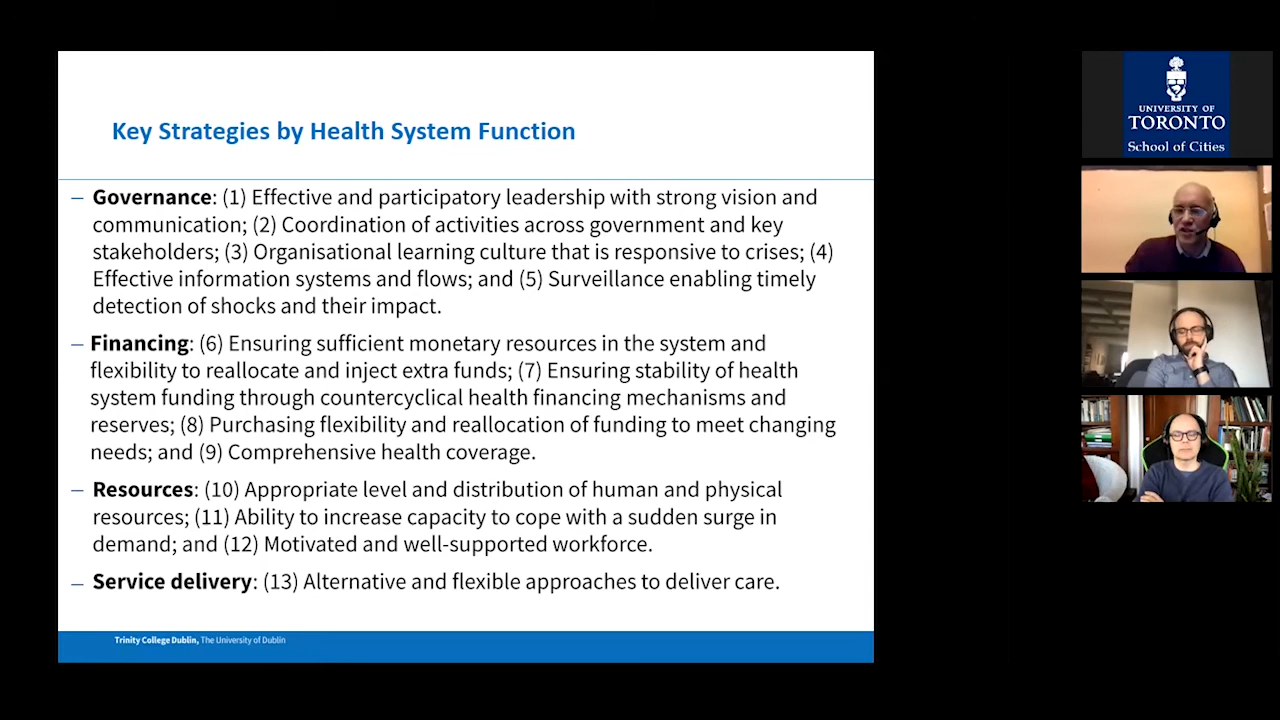 Key Strategies by Health System Function
– Governance: (1) Effective and participatory leadership with strong vision and
communication; (2) Coordination of activities across government and key
stakeholders; (3) Organisational learning culture that is responsive to crises; (4)
Effective information systems and flows; and (5) Surveillance enabling timely
detection of shocks and their impact.
– Financing: (6) Ensuring sufficient monetary resources in the system and
flexibility to reallocate and inject extra funds; (7) Ensuring stability of health
system funding through countercyclical health financing mechanisms and
reserves; (8) Purchasing flexibility and reallocation of funding to meet changing
needs; and (9) Comprehensive health coverage.
– Resources: (10) Appropriate level and distribution of human and physical
resources; (11) Ability to increase capacity to cope with a sudden surge in
demand; and (12) Motivated and well-supported workforce.
– Service delivery: (13) Alternative and flexible approaches to deliver care.
Trinity College Dublin, The University of Dublin
UNIVERSITY OF
TORONTO
School of Cities